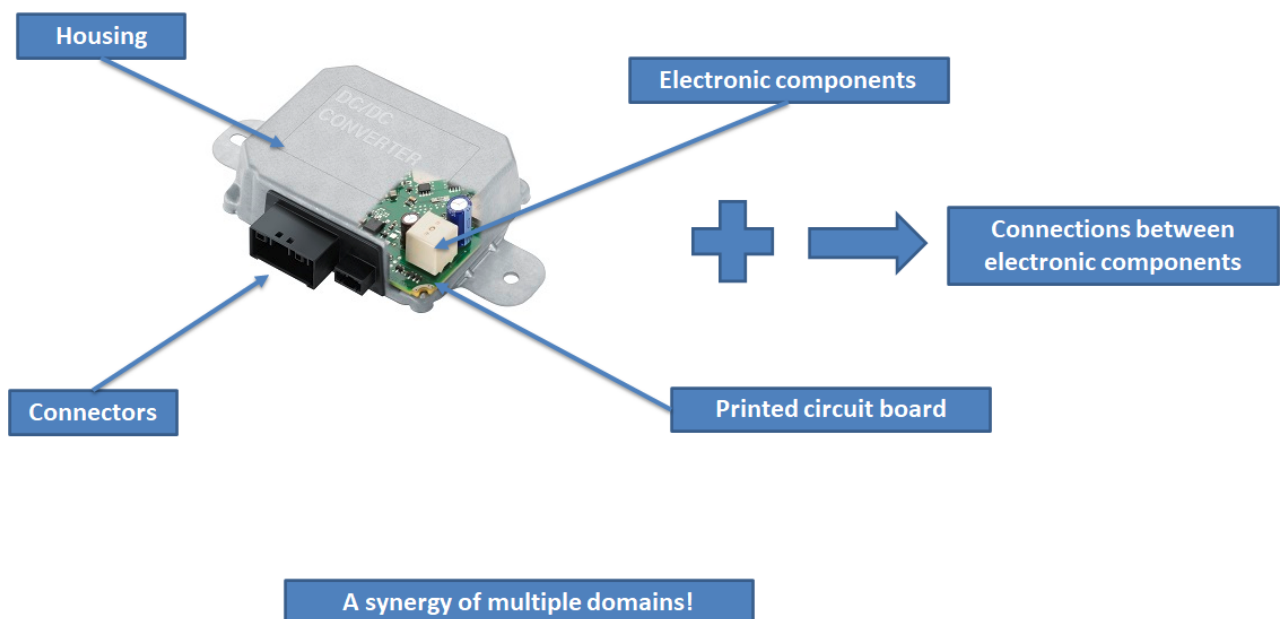 Housing
Electronic components
DC/DC
CONVERTER
Connections between
electronic components
Connectors
Printed circuit board
A synergy of multiple domains!